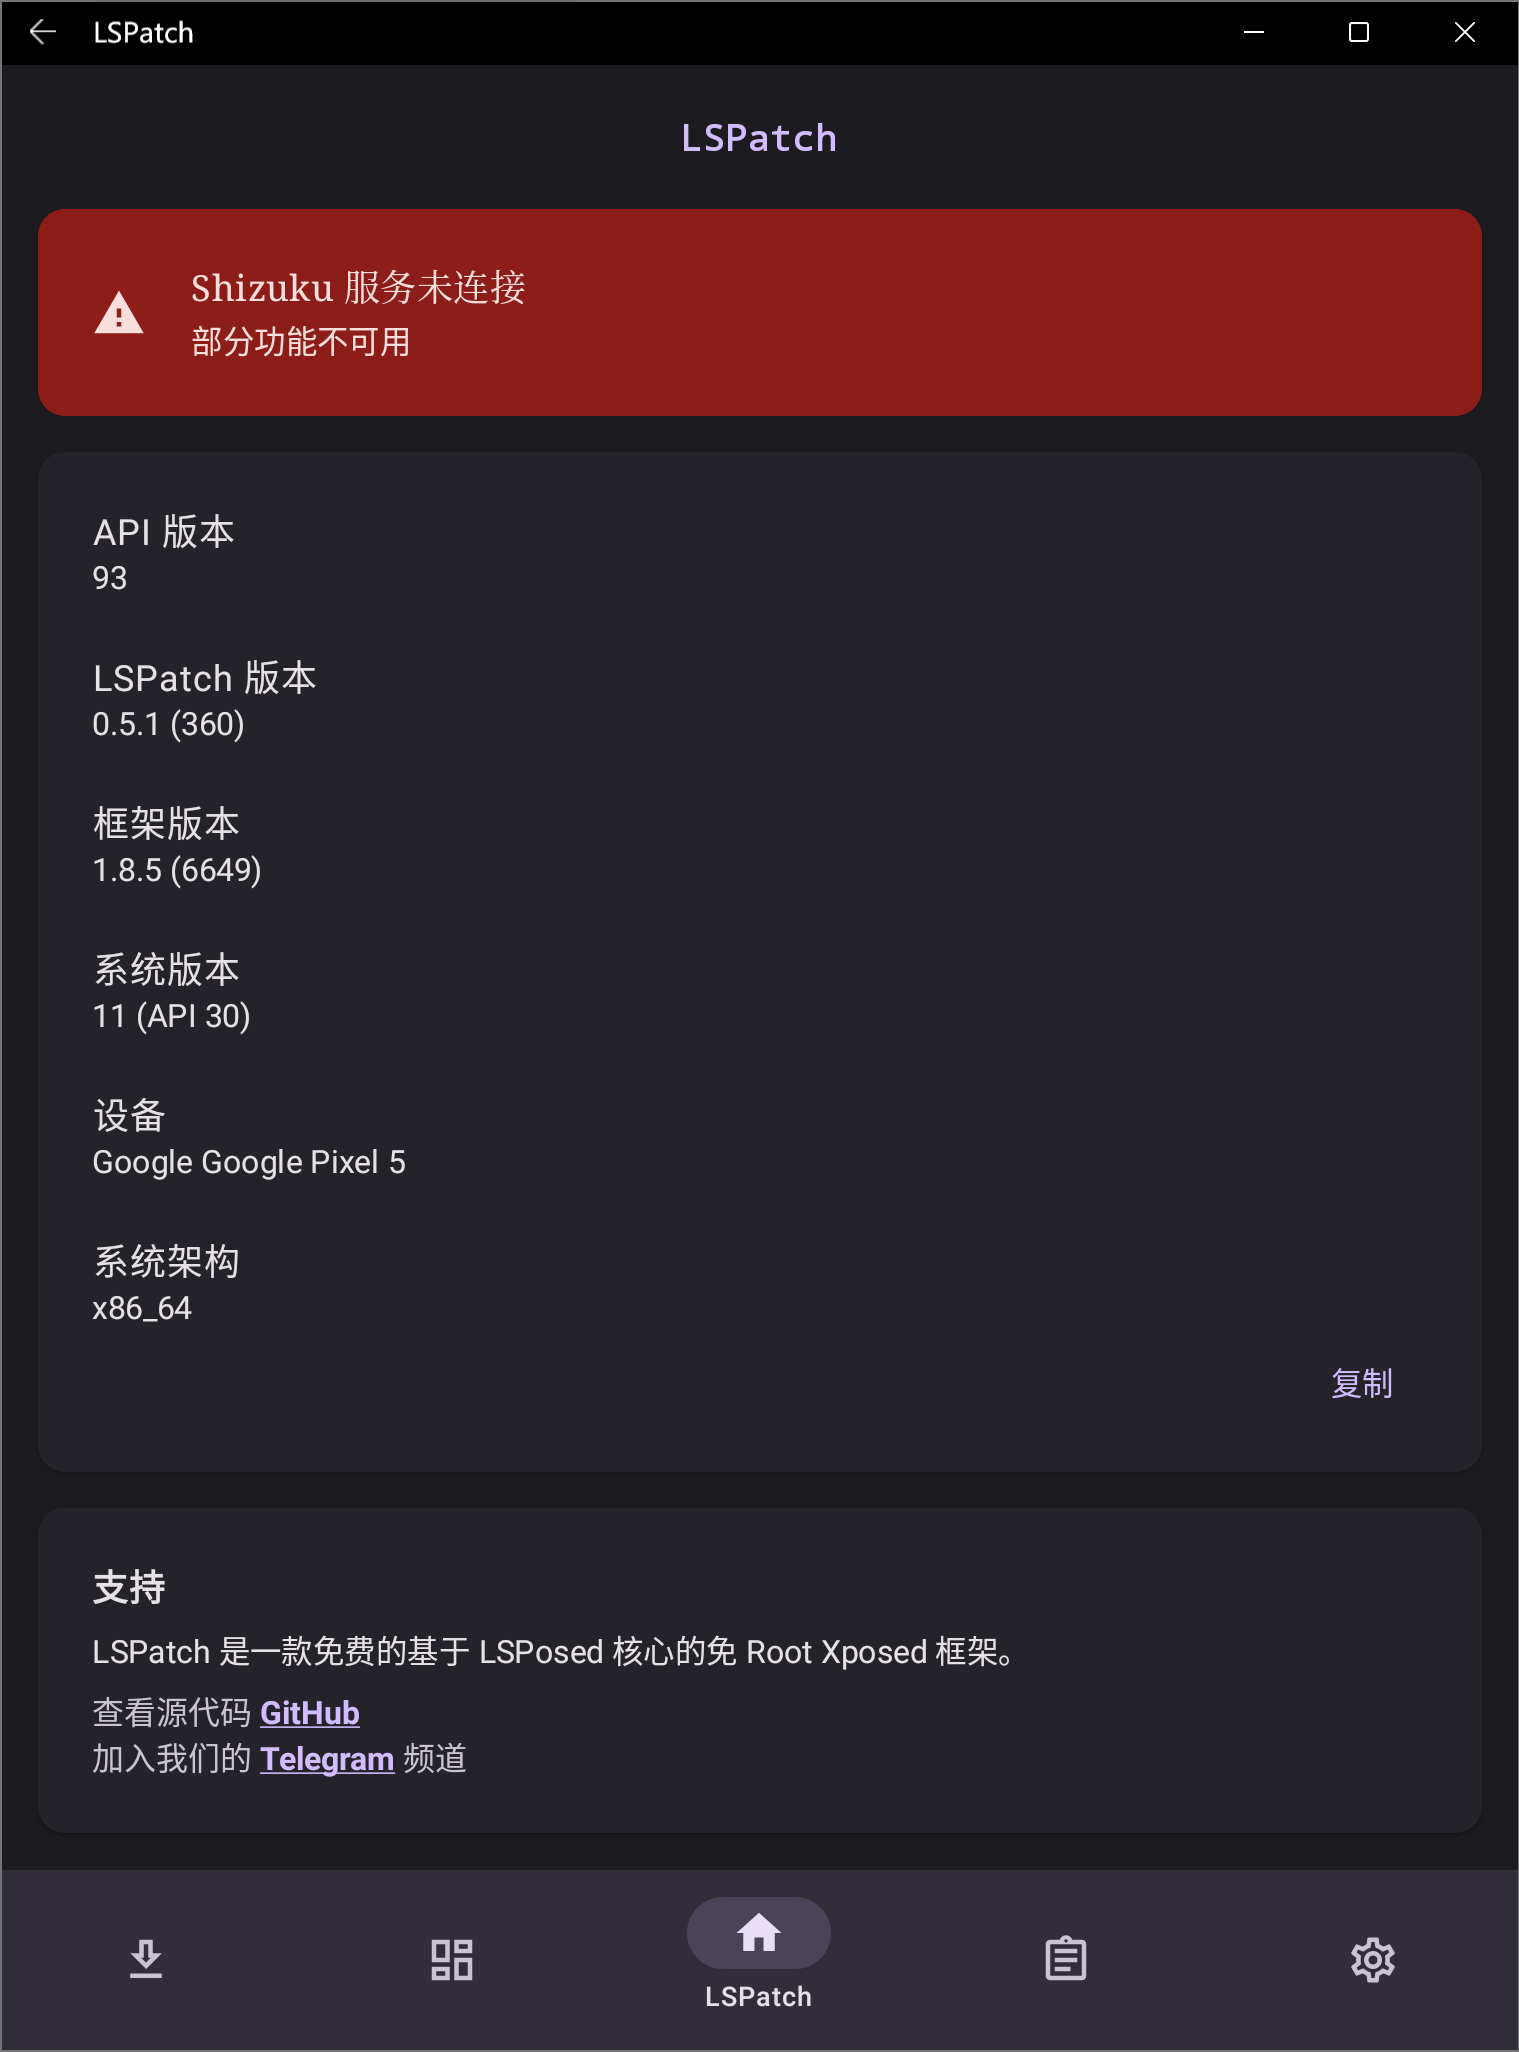 LSPatch
LSPatch
Shizuku 服务未连接
部分功能不可用
API 版本
93
LSPatch 版本
0.5.1 (360)
框架版本
1.8.5 (6649)
系统版本
11 (API 30)
设备
Google Google Pixel 5
系统架构
x86_64
复制
支持
LSPatch 是一款免费的基于 LSPosed 核心的免 Root Xposed 框架。
查看源代码 GitHub
加入我们的 Telegram 频道
LSPatch